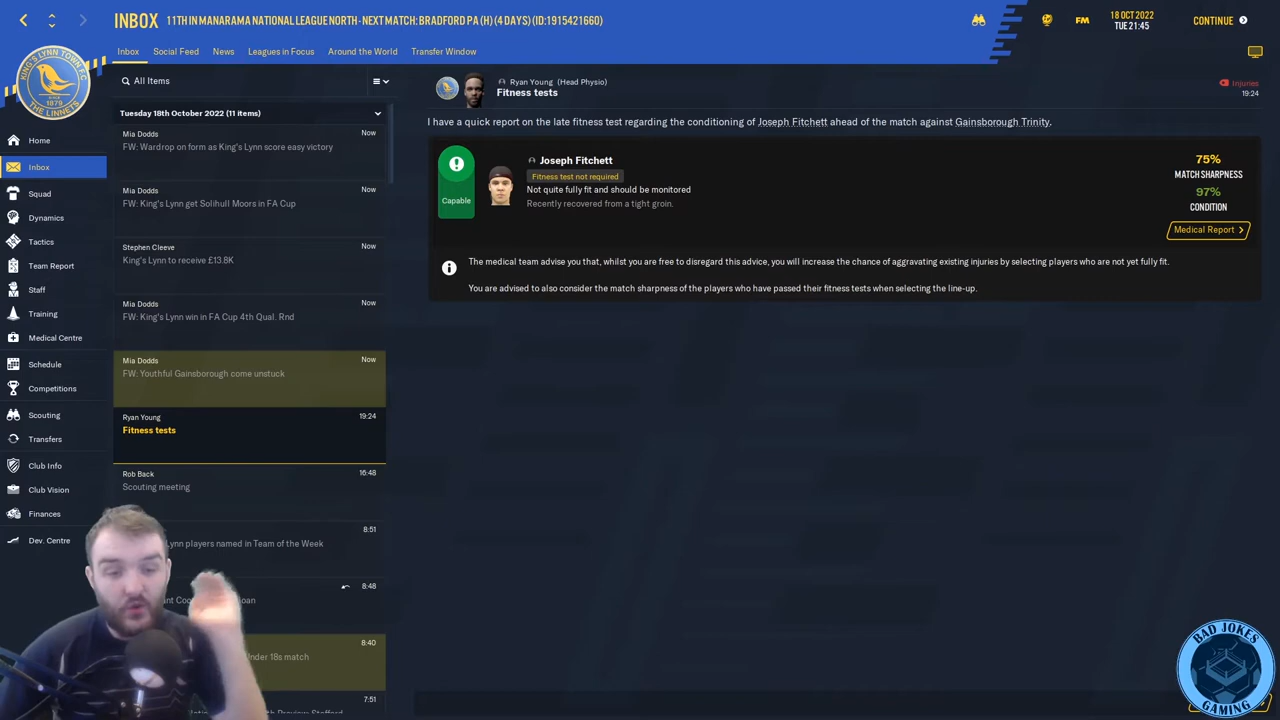 INBOX
11TH IN MANARAMA NATIONAL LEAGUE NORTH - NEXT MATCH: BRADFORD PA (H) (4 DAYS) (ID:1915421660)
FM
18 OCT 2022
TUE 21:45
CONTINUE
Inbox
Social Feed
News
Leagues in Focus
Around the World
Transfer Window
KING'S LYNN TOWN F.C
1879
THE LINNETS
Home
Inbox
Squad
Dynamics
Tactics
Team Report
Staff
Training
Medical Centre
Schedule
Competitions
Scouting
Transfers
Club Info
Club Vision
Finances
Dev. Centre
All Items
Tuesday 18th October 2022 (11 items)
Mia Dodds
Now
FW: Wardrop on form as King's Lynn score easy victory
Mia Dodds
Now
FW: King's Lynn get Solihull Moors in FA Cup
Stephen Cleeve
Now
King's Lynn to receive £13.8K
Mia Dodds
Now
FW: King's Lynn win in FA Cup 4th Qual. Rnd
Mia Dodds
Now
FW: Youthful Gainsborough come unstuck
Ryan Young
19:24
Fitness tests
Rob Back
16:48
Scouting meeting
8:51
Lynn players named in Team of the Week
8:48
8:40
Under 18s match
7:51
Ryan Young (Head Physio)
Fitness tests
Injuries
19:24
I have a quick report on the late fitness test regarding the conditioning of Joseph Fitchett ahead of the match against Gainsborough Trinity.
Capable
Joseph Fitchett
Fitness test not required
Not quite fully fit and should be monitored
Recently recovered from a tight groin.
75%
MATCH SHARPNESS
97%
CONDITION
Medical Report
The medical team advise you that, whilst you are free to disregard this advice, you will increase the chance of aggravating existing injuries by selecting players who are not yet fully fit.
You are advised to also consider the match sharpness of the players who have passed their fitness tests when selecting the line-up.
BAD JOKES
GAMING